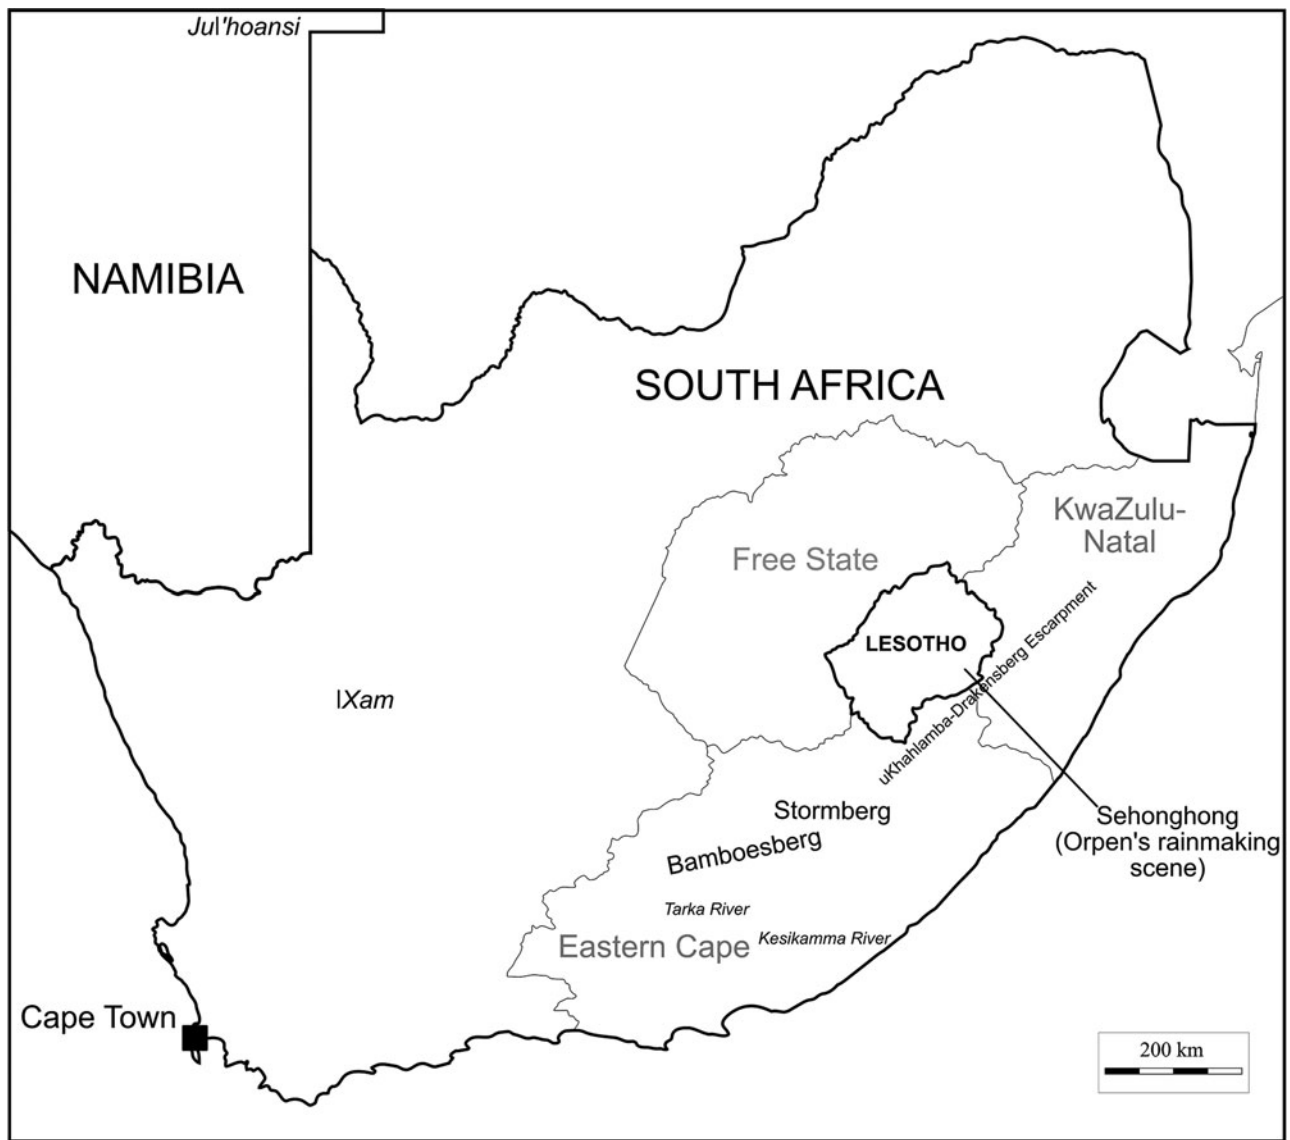 Ju\'hoansi
NAMIBIA
SOUTH AFRICA
KwaZulu-
Natal
Free State
LESOTHO
uKhahlamba-Drakensberg Escarpment
|Xam
Stormberg
Bamboesberg
Sehonghong
(Orpen's rainmaking
scene)
Tarka River
Kesikamma River
Eastern Cape
Cape Town
200 km